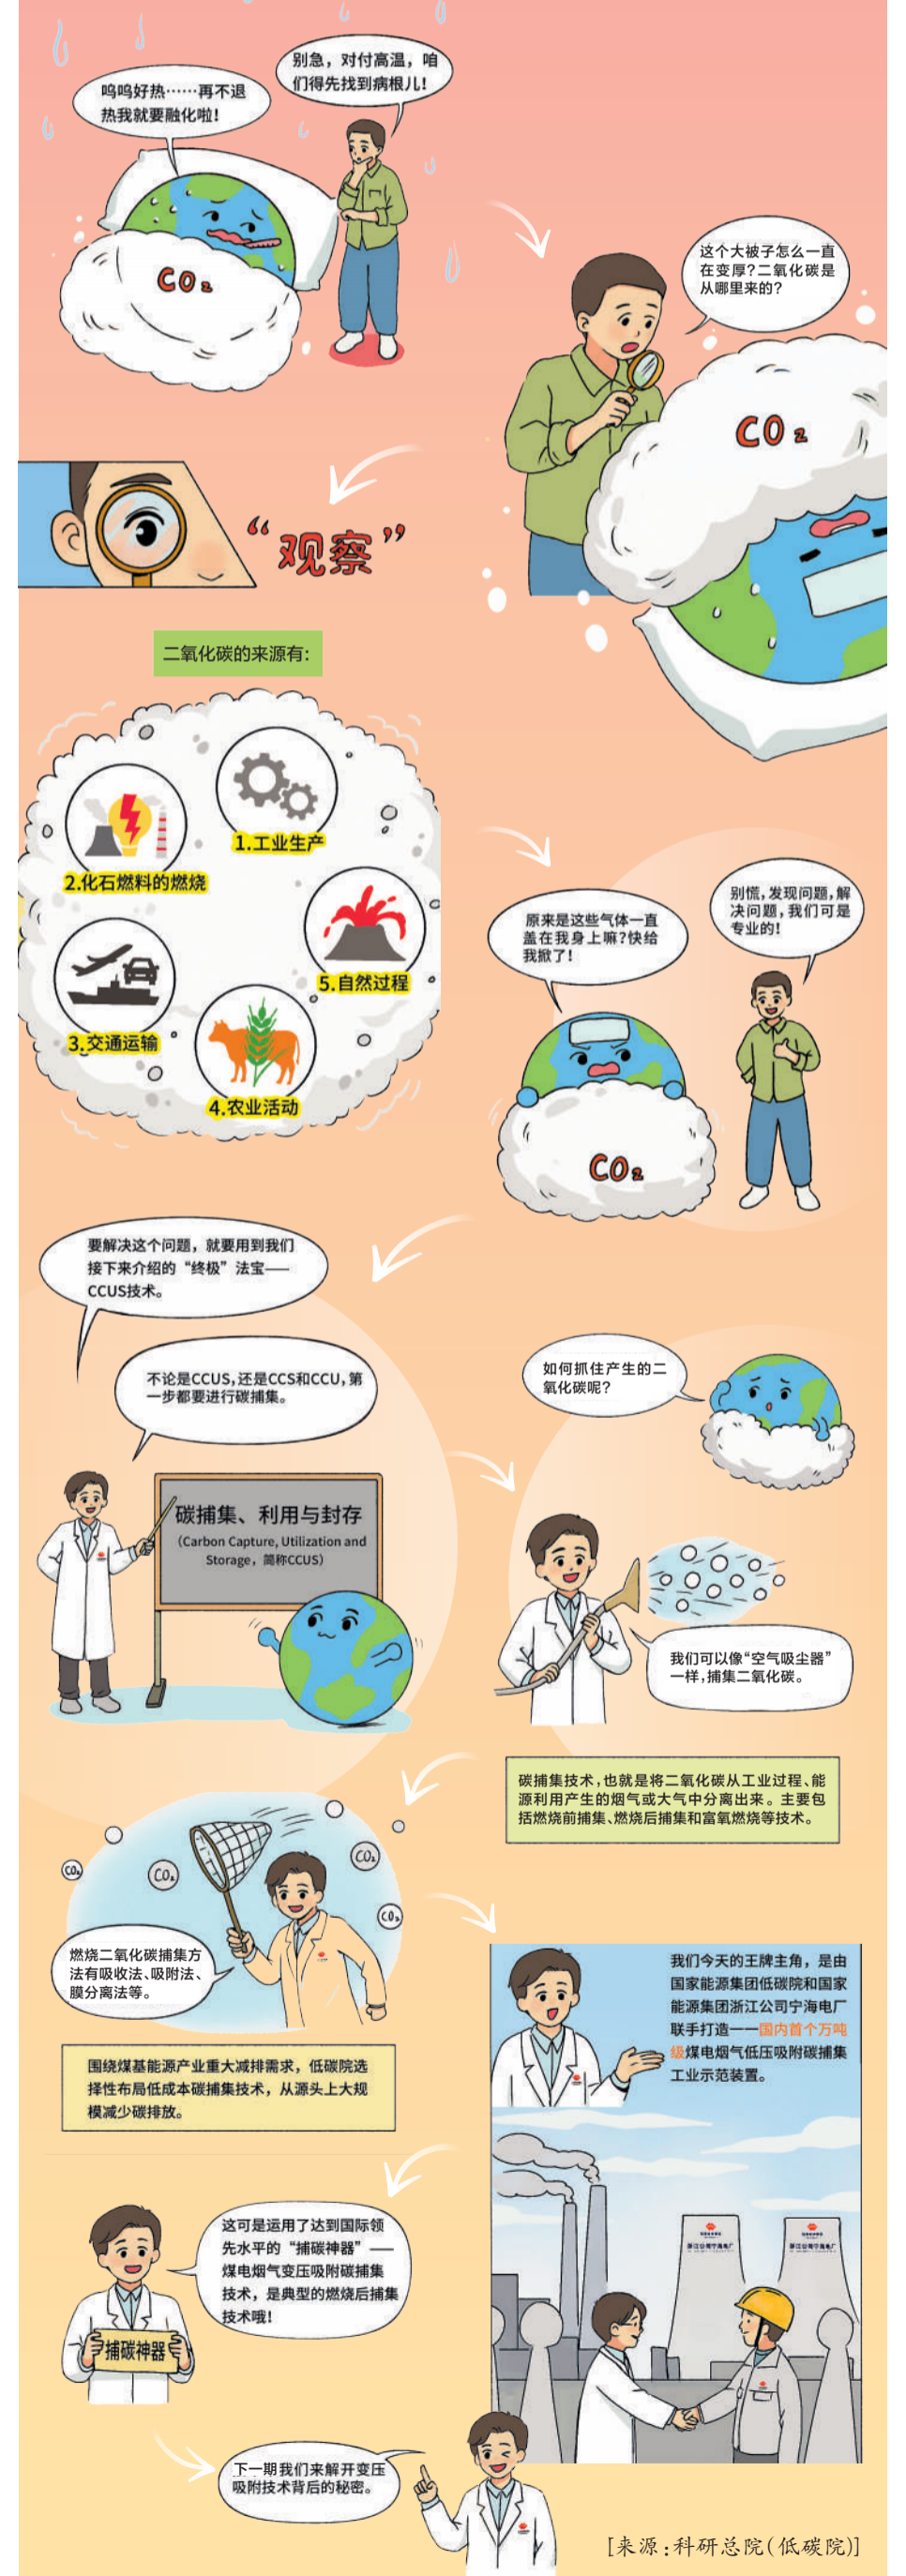 呜呜好热……再不退
热我就要融化啦！
别急，对付高温，咱
们得先找到病根儿！
CO₂
这个大被子怎么一直
在变厚？二氧化碳是
从哪里来的？
CO₂
“观察”
二氧化碳的来源有：
1.工业生产
2.化石燃料的燃烧
5.自然过程
3.交通运输
4.农业活动
原来是这些气体一直
盖在我身上嘛？快给
我掀了！
别慌，发现问题，解
决问题，我们可是
专业的！
CO₂
要解决这个问题，就要用到我们
接下来介绍的“终极”法宝——
CCUS技术。
不论是CCUS，还是CCS和CCU，第
一步都要进行碳捕集。
碳捕集、利用与封存
（Carbon Capture, Utilization and
Storage，简称CCUS）
如何抓住产生的二
氧化碳呢？
我们可以像“空气吸尘器”
一样，捕集二氧化碳。
碳捕集技术，也就是将二氧化碳从工业过程、能
源利用产生的烟气或大气中分离出来。主要包
括燃烧前捕集、燃烧后捕集和富氧燃烧等技术。
CO₂
CO₂
CO₂
CO₂
燃烧二氧化碳捕集方
法有吸收法、吸附法、
膜分离法等。
围绕煤基能源产业重大减排需求，低碳院选
择性布局低成本碳捕集技术，从源头上大规
模减少碳排放。
我们今天的王牌主角，是由
国家能源集团低碳院和国家
能源集团浙江公司宁海电厂
联手打造——国内首个万吨
级煤电烟气低压吸附碳捕集
工业示范装置。
浙江公司宁海电厂
浙江公司宁海电厂
这可是运用了达到国际领
先水平的“捕碳神器”——
煤电烟气变压吸附碳捕集
技术，是典型的燃烧后捕集
技术哦！
捕碳神器
下一期我们来解开变压
吸附技术背后的秘密。
［来源：科研总院（低碳院）］